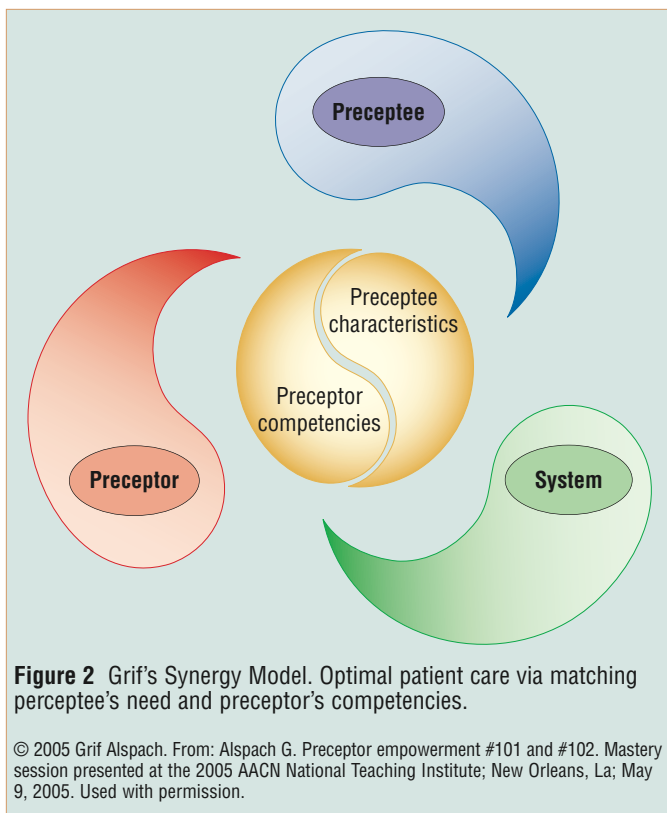 Preceptee
Preceptee
characteristics
Preceptor
competencies
Preceptor
System
Figure 2 Grif's Synergy Model. Optimal patient care via matching
perceptee's need and preceptor's competencies.
© 2005 Grif Alspach. From: Alspach G. Preceptor empowerment #101 and #102. Mastery
session presented at the 2005 AACN National Teaching Institute; New Orleans, La; May
9, 2005. Used with permission.